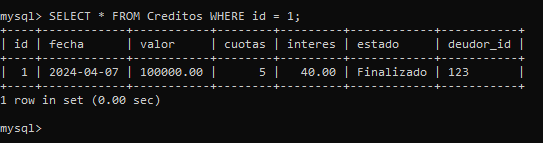 mysql> SELECT * FROM Creditos WHERE id = 1;
+----+------------+-----------+--------+---------+------------+-----------+
| id | fecha      | valor     | cuotas | interes | estado     | deudor_id |
+----+------------+-----------+--------+---------+------------+-----------+
|  1 | 2024-04-07 | 100000.00 |      5 |   40.00 | Finalizado | 123       |
+----+------------+-----------+--------+---------+------------+-----------+
1 row in set (0.00 sec)
mysql>